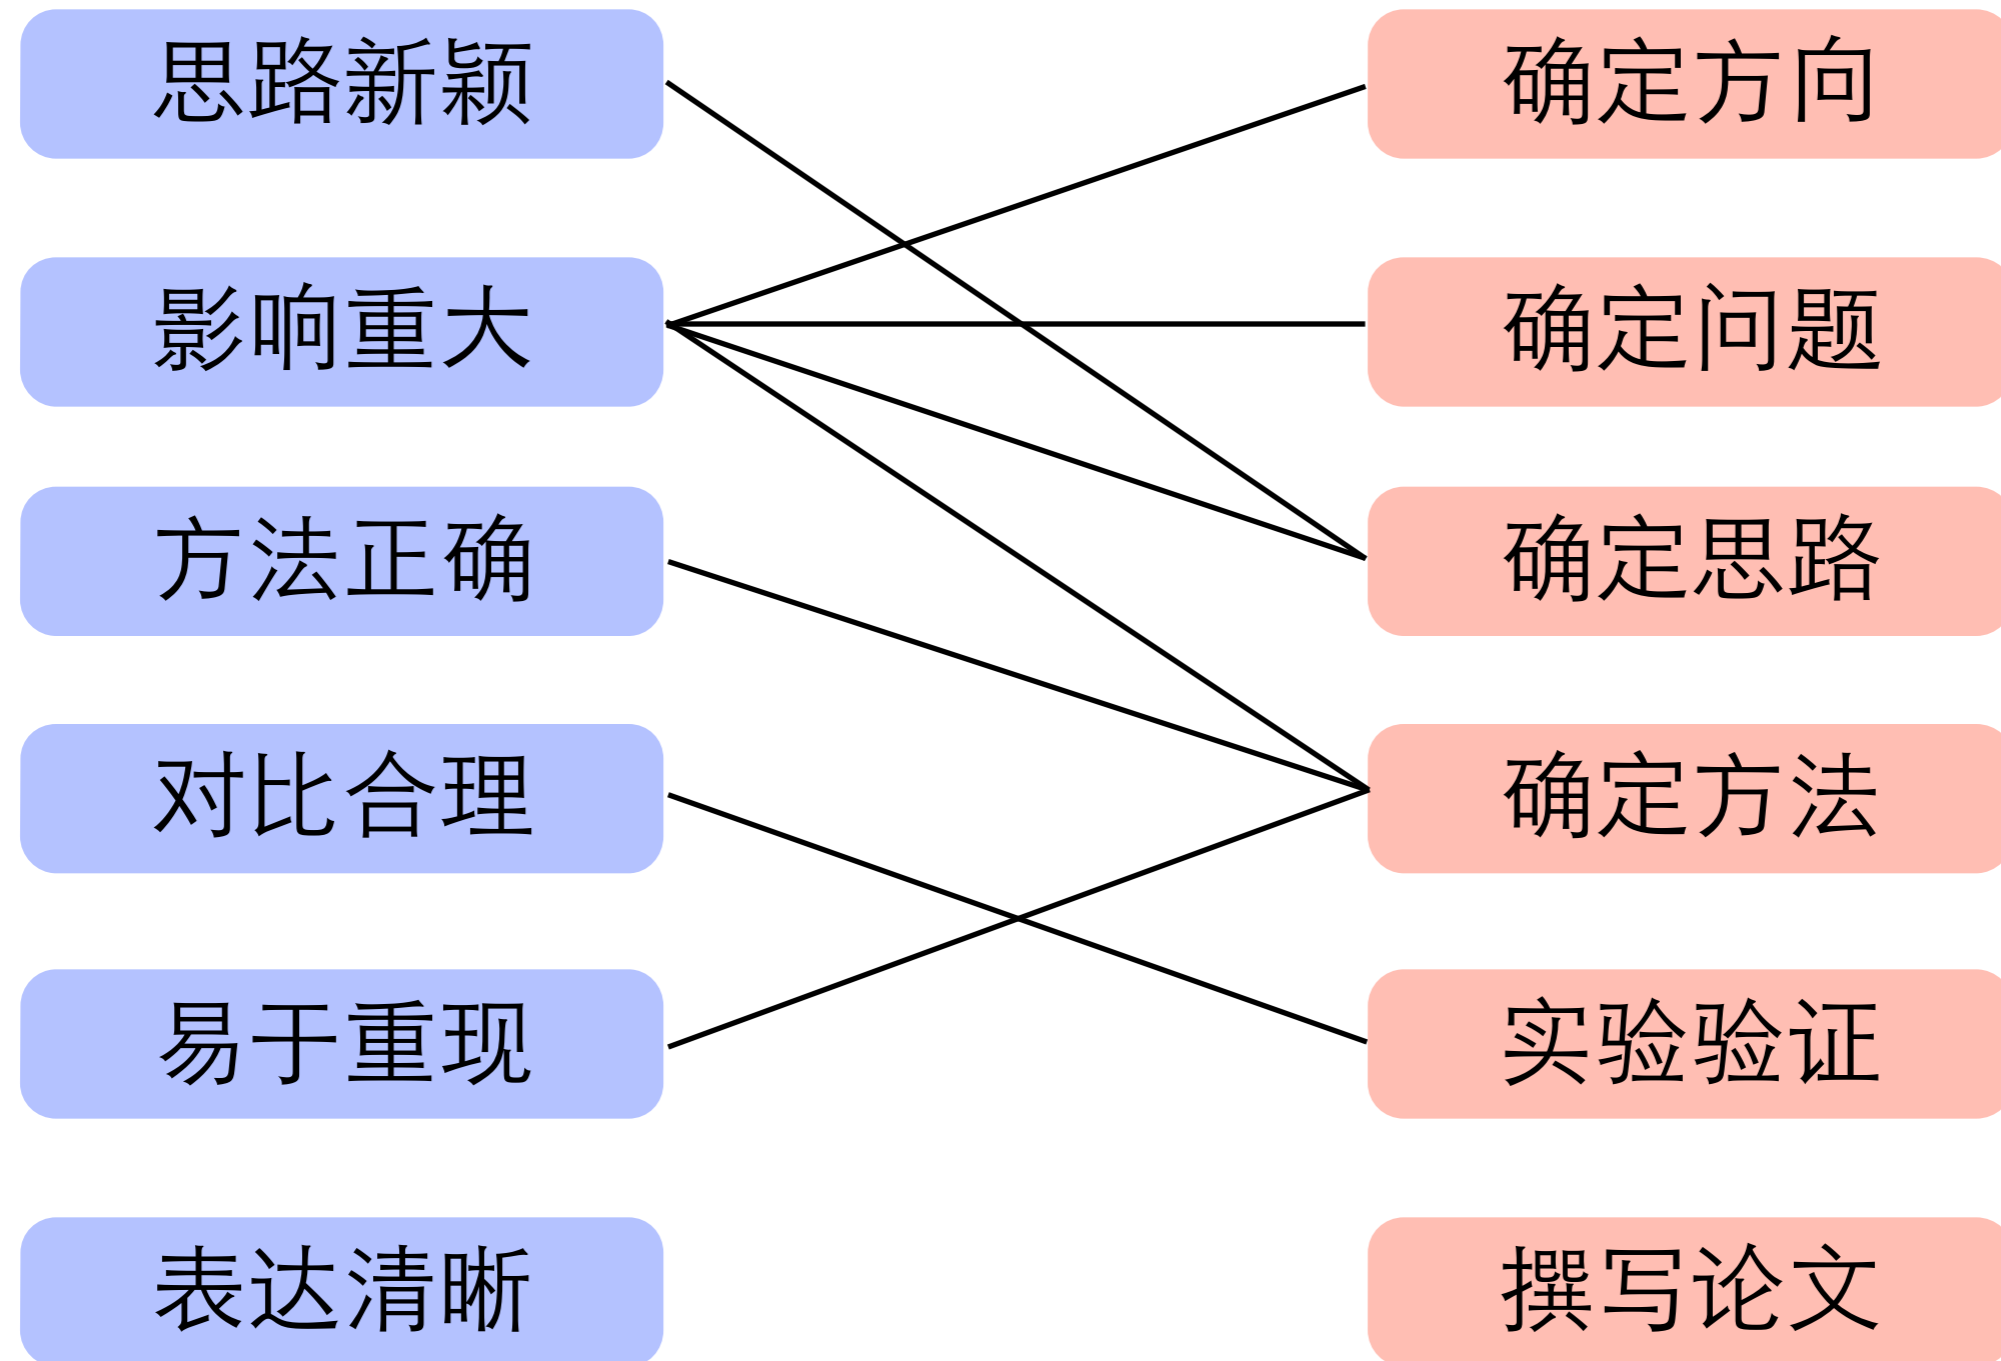 思路新颖
确定方向
影响重大
确定问题
方法正确
确定思路
对比合理
确定方法
易于重现
实验验证
表达清晰
撰写论文